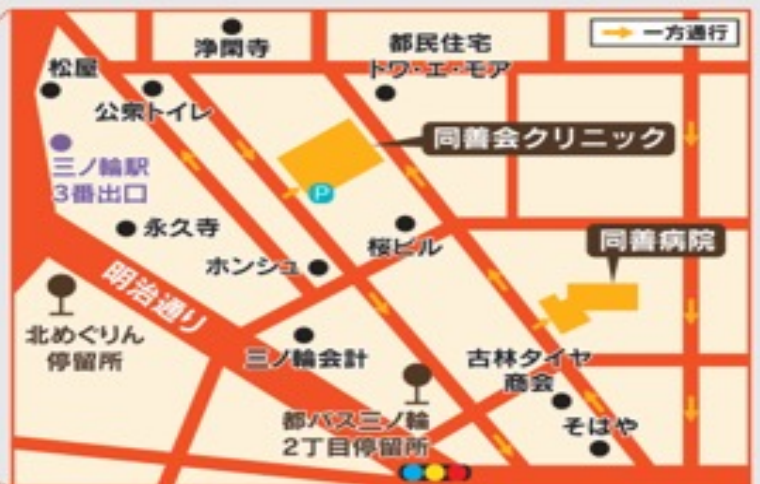 浄閑寺
都民住宅
トワ・エ・モア
一方通行
松屋
公衆トイレ
同善会クリニック
三ノ輪駅
3番出口
P
永久寺
桜ビル
同善病院
ホンシュ
明治通り
北めぐりん
停留所
三ノ輪会計
古林タイヤ
商会
都バス三ノ輪
2丁目停留所
そばや